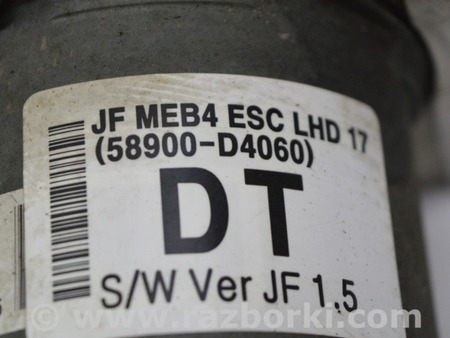 JF MEB4 ESC LHD 17
(58900-D4060)
DT
S/W Ver JF 1.5
© www.razborki.com